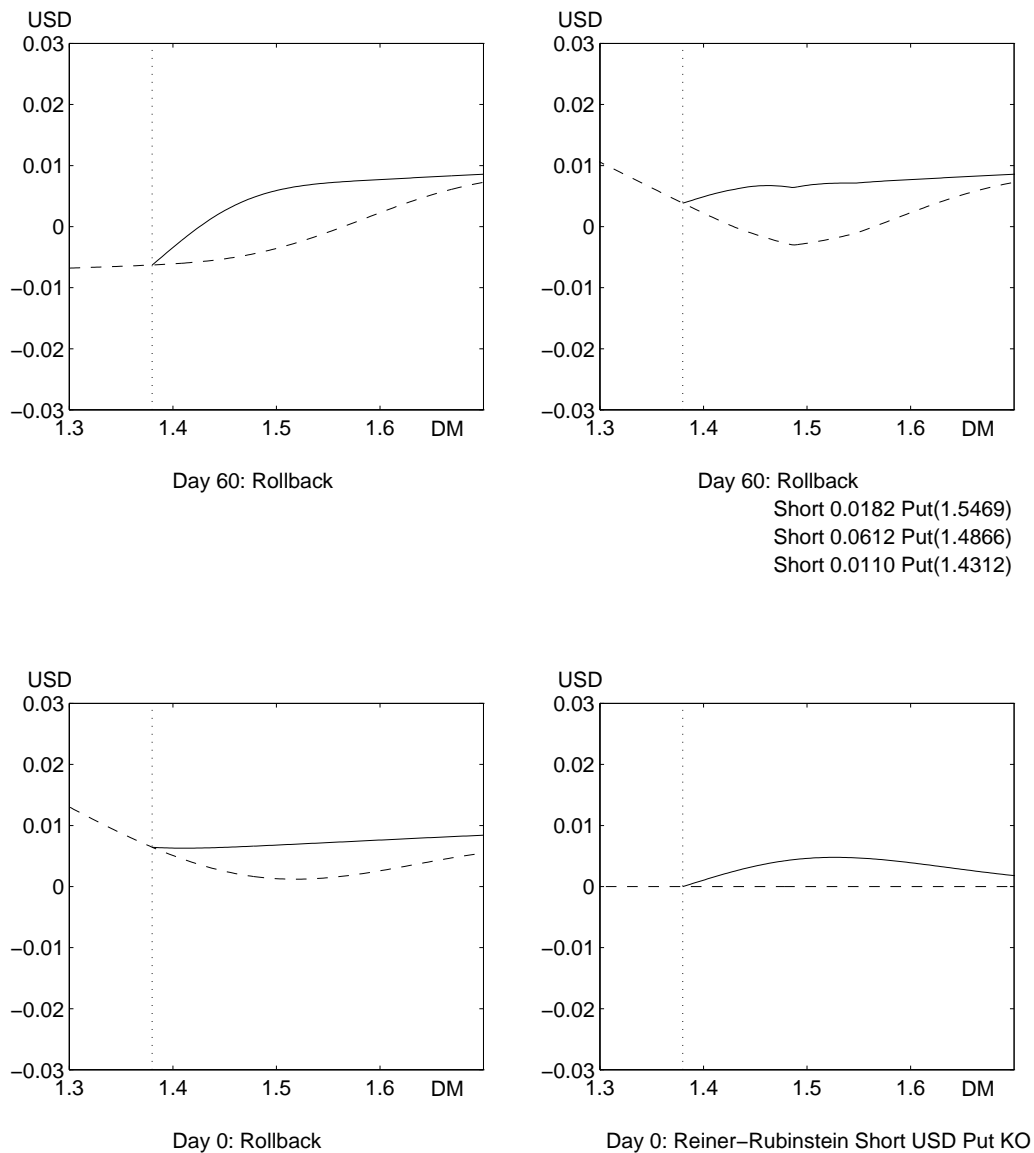 USD
0.03
0.02
0.01
0
−0.01
−0.02
−0.03
1.3 1.4 1.5 1.6 DM
Day 60: Rollback
USD
0.03
0.02
0.01
0
−0.01
−0.02
−0.03
1.3 1.4 1.5 1.6 DM
Day 60: Rollback
Short 0.0182 Put(1.5469)
Short 0.0612 Put(1.4866)
Short 0.0110 Put(1.4312)
USD
0.03
0.02
0.01
0
−0.01
−0.02
−0.03
1.3 1.4 1.5 1.6 DM
Day 0: Rollback
USD
0.03
0.02
0.01
0
−0.01
−0.02
−0.03
1.3 1.4 1.5 1.6 DM
Day 0: Reiner−Rubinstein Short USD Put KO